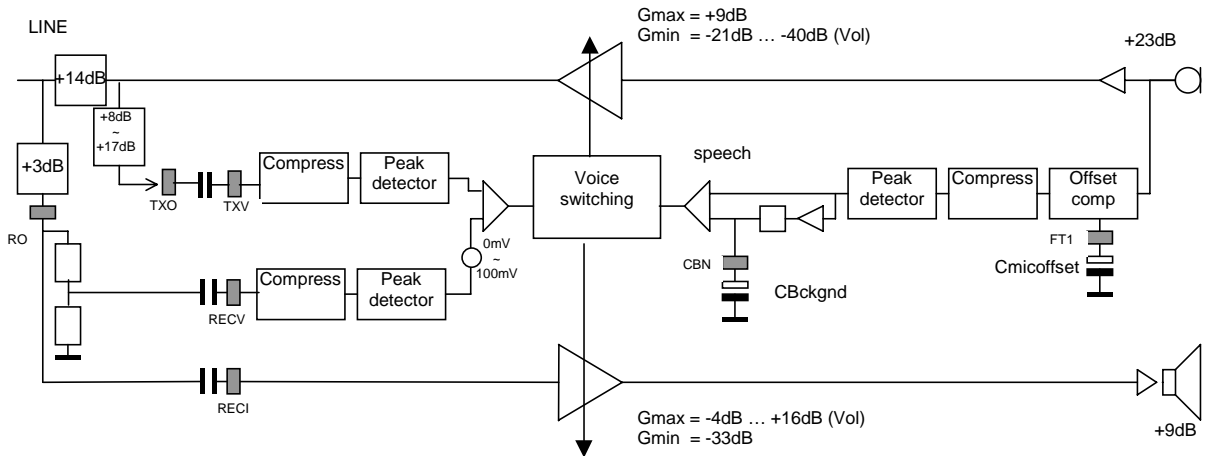 Gmax = +9dB
Gmin = -21dB … -40dB (Vol)
LINE
+23dB
+14dB
+8dB
~
+17dB
+3dB
speech
Compress
Peak
detector
Voice
switching
Peak
detector
Compress
Offset
comp
TXO
TXV
RO
0mV
~
100mV
CBN
FT1
Cmicoffset
CBckgnd
Compress
Peak
detector
RECV
RECI
Gmax = -4dB … +16dB (Vol)
Gmin = -33dB
+9dB